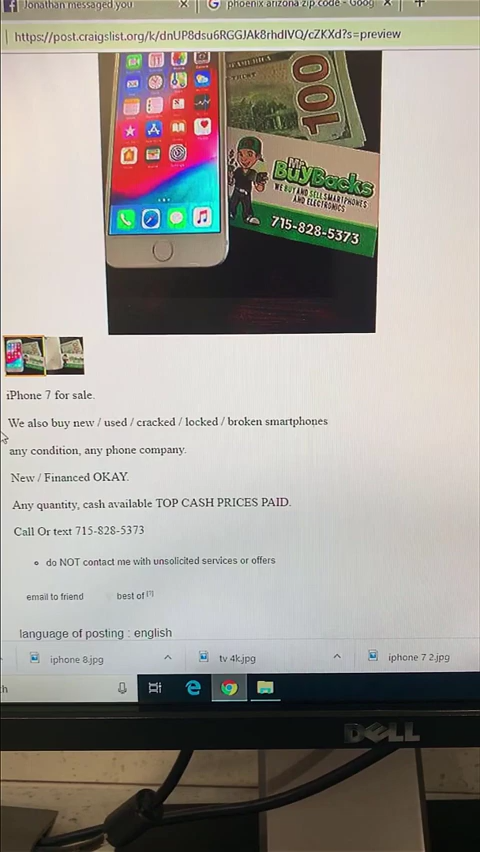 Jonathan messaged you
phoenix arizona zip code - Goog
https://post.craigslist.org/k/dnUP8dsu6RGGJAk8rhdIVQ/cZKXd?s=preview
AMERICA
100
Mr
BuyBacks
WE BUY AND SELL SMARTPHONES
AND ELECTRONICS
715-828-5373
iPhone 7 for sale.
We also buy new / used / cracked / locked / broken smartphones
any condition, any phone company.
New / Financed OKAY.
Any quantity, cash available TOP CASH PRICES PAID.
Call Or text 715-828-5373
do NOT contact me with unsolicited services or offers
email to friend
best of [?]
language of posting : english
iphone 8.jpg
tv 4k.jpg
iphone 7 2.jpg
DELL